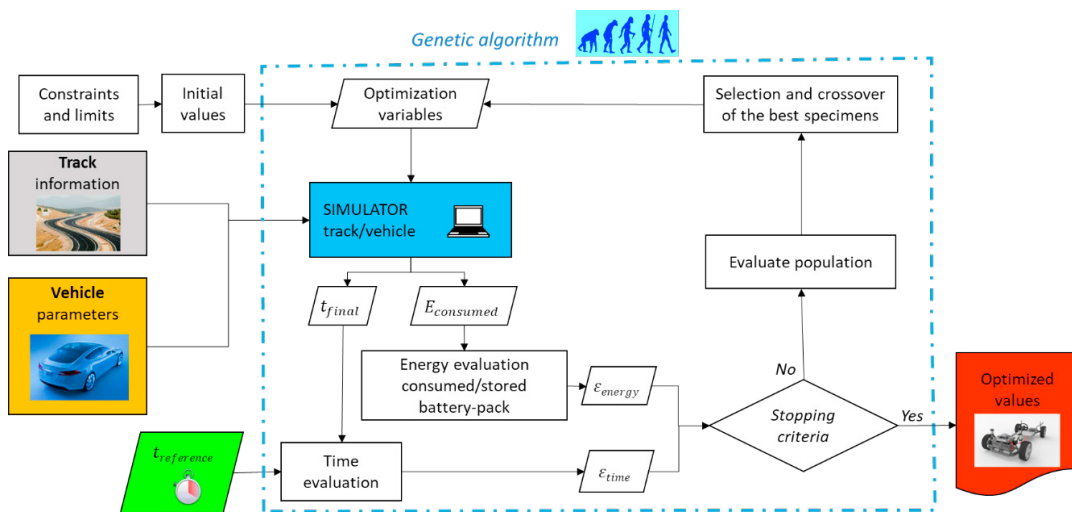 Genetic algorithm
Constraints
and limits
Initial
values
Optimization
variables
Selection and crossover
of the best specimens
Track
information
SIMULATOR
track/vehicle
Evaluate population
Vehicle
parameters
t_final
E_consumed
Energy evaluation
consumed/stored
battery-pack
ε_energy
No
Stopping
criteria
Yes
Optimized
values
t_reference
Time
evaluation
ε_time